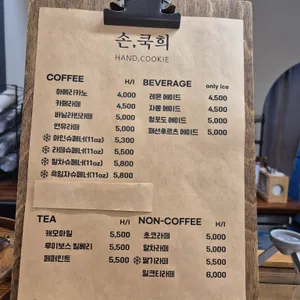 손,쿡희
HAND,COOKIE
COFFEE H/I
아메리카노 4,000
카페라떼 4,500
바닐라빈라떼 5,000
연유라떼 5,000
아인슈페너(11oz) 5,300
라떼슈페너(11oz) 5,500
말차슈페너(11oz) 5,800
흑임자슈페너(11oz) 5,800
BEVERAGE only ice
레몬 에이드 4,500
자몽 에이드 4,500
청포도 에이드 5,000
패션후르츠 에이드 5,000
TEA H/I
캐모마일 5,500
루이보스 빌베리 5,500
페퍼민트 5,500
NON-COFFEE H/I
초코라떼 5,000
말차라떼 5,000
딸기라떼 5,500
밀크티라떼 6,000